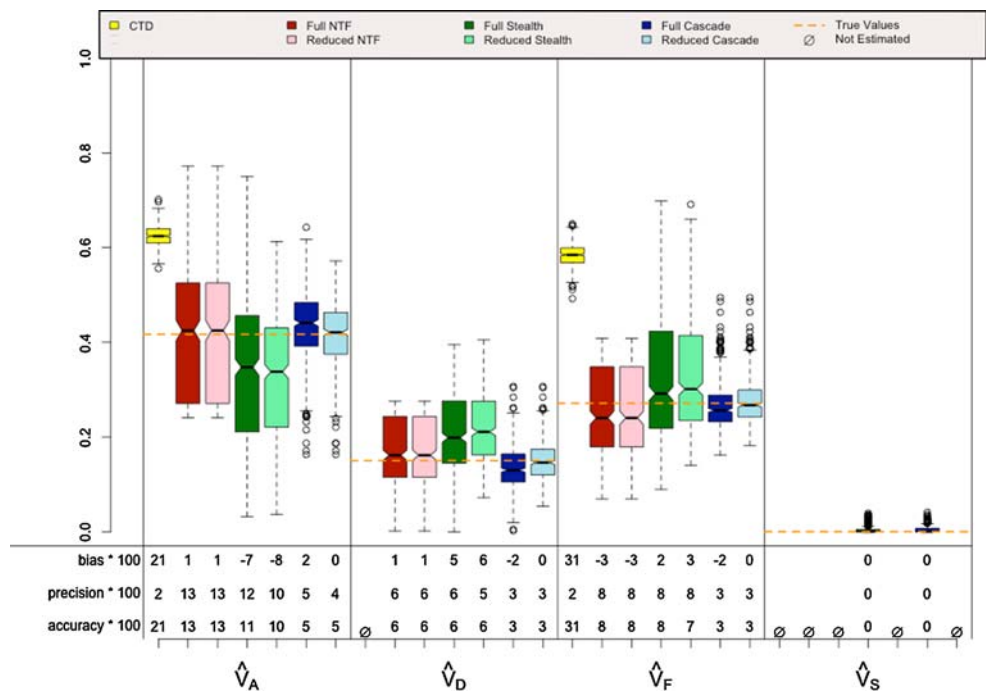 CTD Full NTF Full Stealth Full Cascade True Values
Reduced NTF Reduced Stealth Reduced Cascade Ø Not Estimated
1.0
0.8
0.6
0.4
0.2
0.0
bias * 100 21 1 1 -7 -8 2 0 1 1 5 6 -2 0 31 -3 -3 2 3 -2 0 0 0
precision * 100 2 13 13 12 10 5 4 6 6 6 5 3 3 2 8 8 8 8 3 3 0 0
accuracy * 100 21 13 13 11 10 5 5 Ø 6 6 6 6 3 3 31 8 8 8 7 3 3 Ø Ø Ø 0 Ø 0 Ø
V̂A V̂D V̂F V̂S